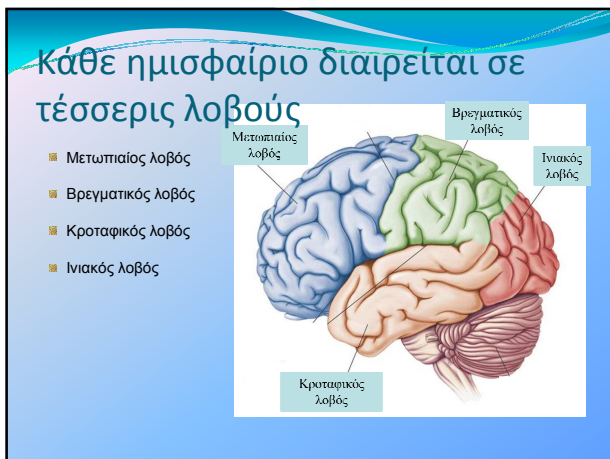 Κάθε ημισφαίριο διαιρείται σε
τέσσερις λοβούς
Μετωπιαίος λοβός
Βρεγματικός λοβός
Κροταφικός λοβός
Ινιακός λοβός
Μετωπιαίος
λοβός
Βρεγματικός
λοβός
Ινιακός
λοβός
Κροταφικός
λοβός